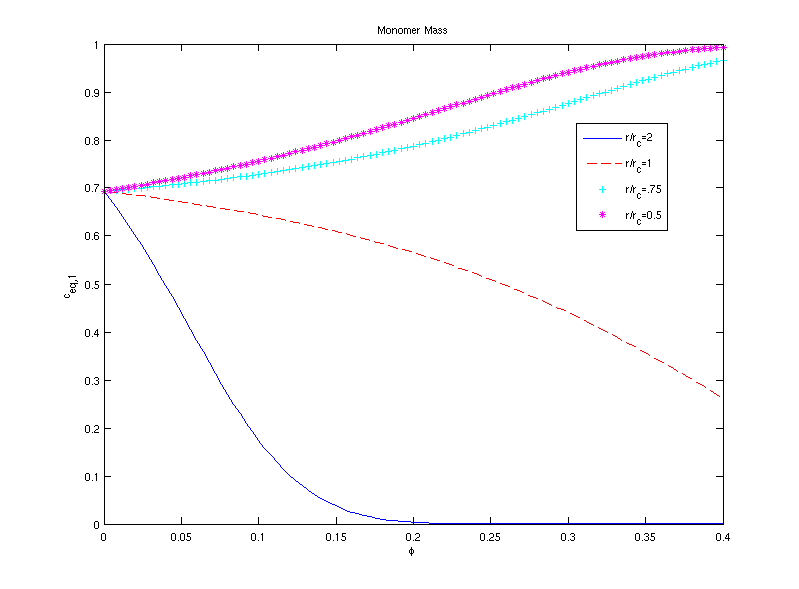 Monomer Mass
1
0.9
0.8
0.7
0.6
0.5
0.4
0.3
0.2
0.1
0
c_eq,1
r/r_c=2
r/r_c=1
r/r_c=.75
r/r_c=0.5
0 0.05 0.1 0.15 0.2 0.25 0.3 0.35 0.4
ϕ